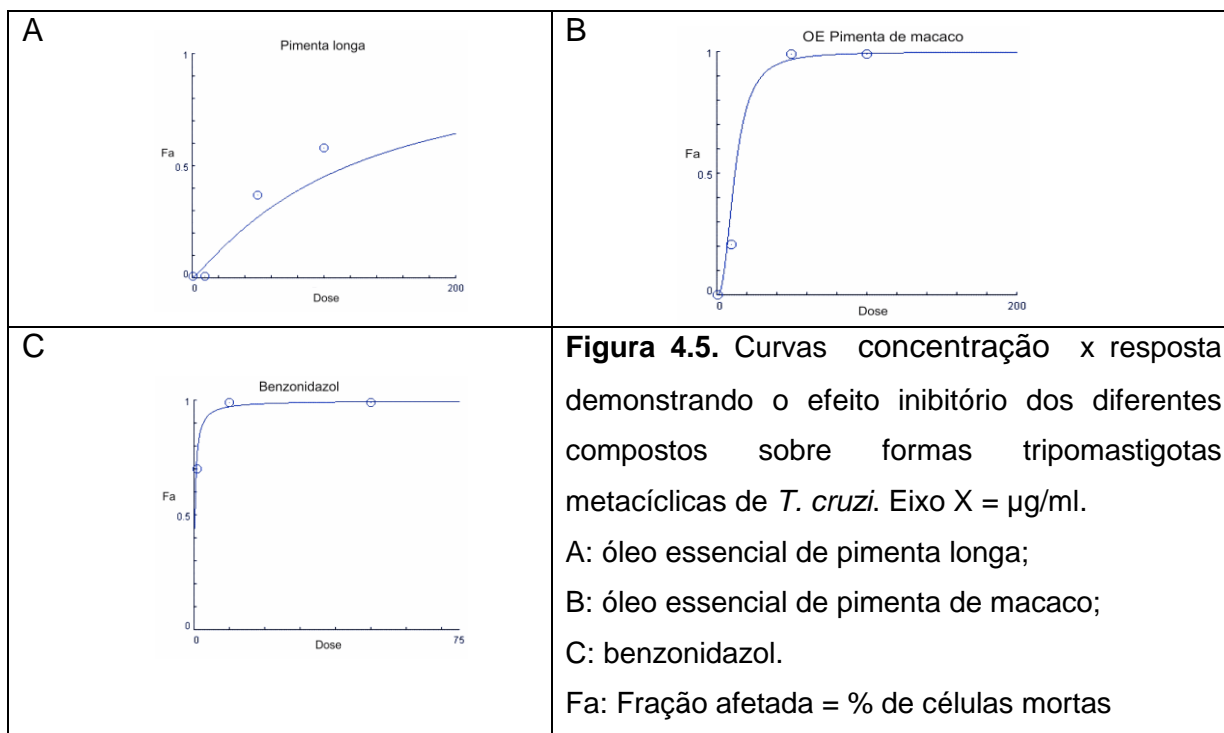 A
Pimenta longa
1
Fa
0.5
0
0
200
Dose
B
OE Pimenta de macaco
1
Fa
0.5
0
0
200
Dose
C
Benzonidazol
1
Fa
0.5
0
0
75
Dose
Figura 4.5. Curvas concentração x resposta
demonstrando o efeito inibitório dos diferentes
compostos sobre formas tripomastigotas
metacíclicas de T. cruzi. Eixo X = µg/ml.
A: óleo essencial de pimenta longa;
B: óleo essencial de pimenta de macaco;
C: benzonidazol.
Fa: Fração afetada = % de células mortas